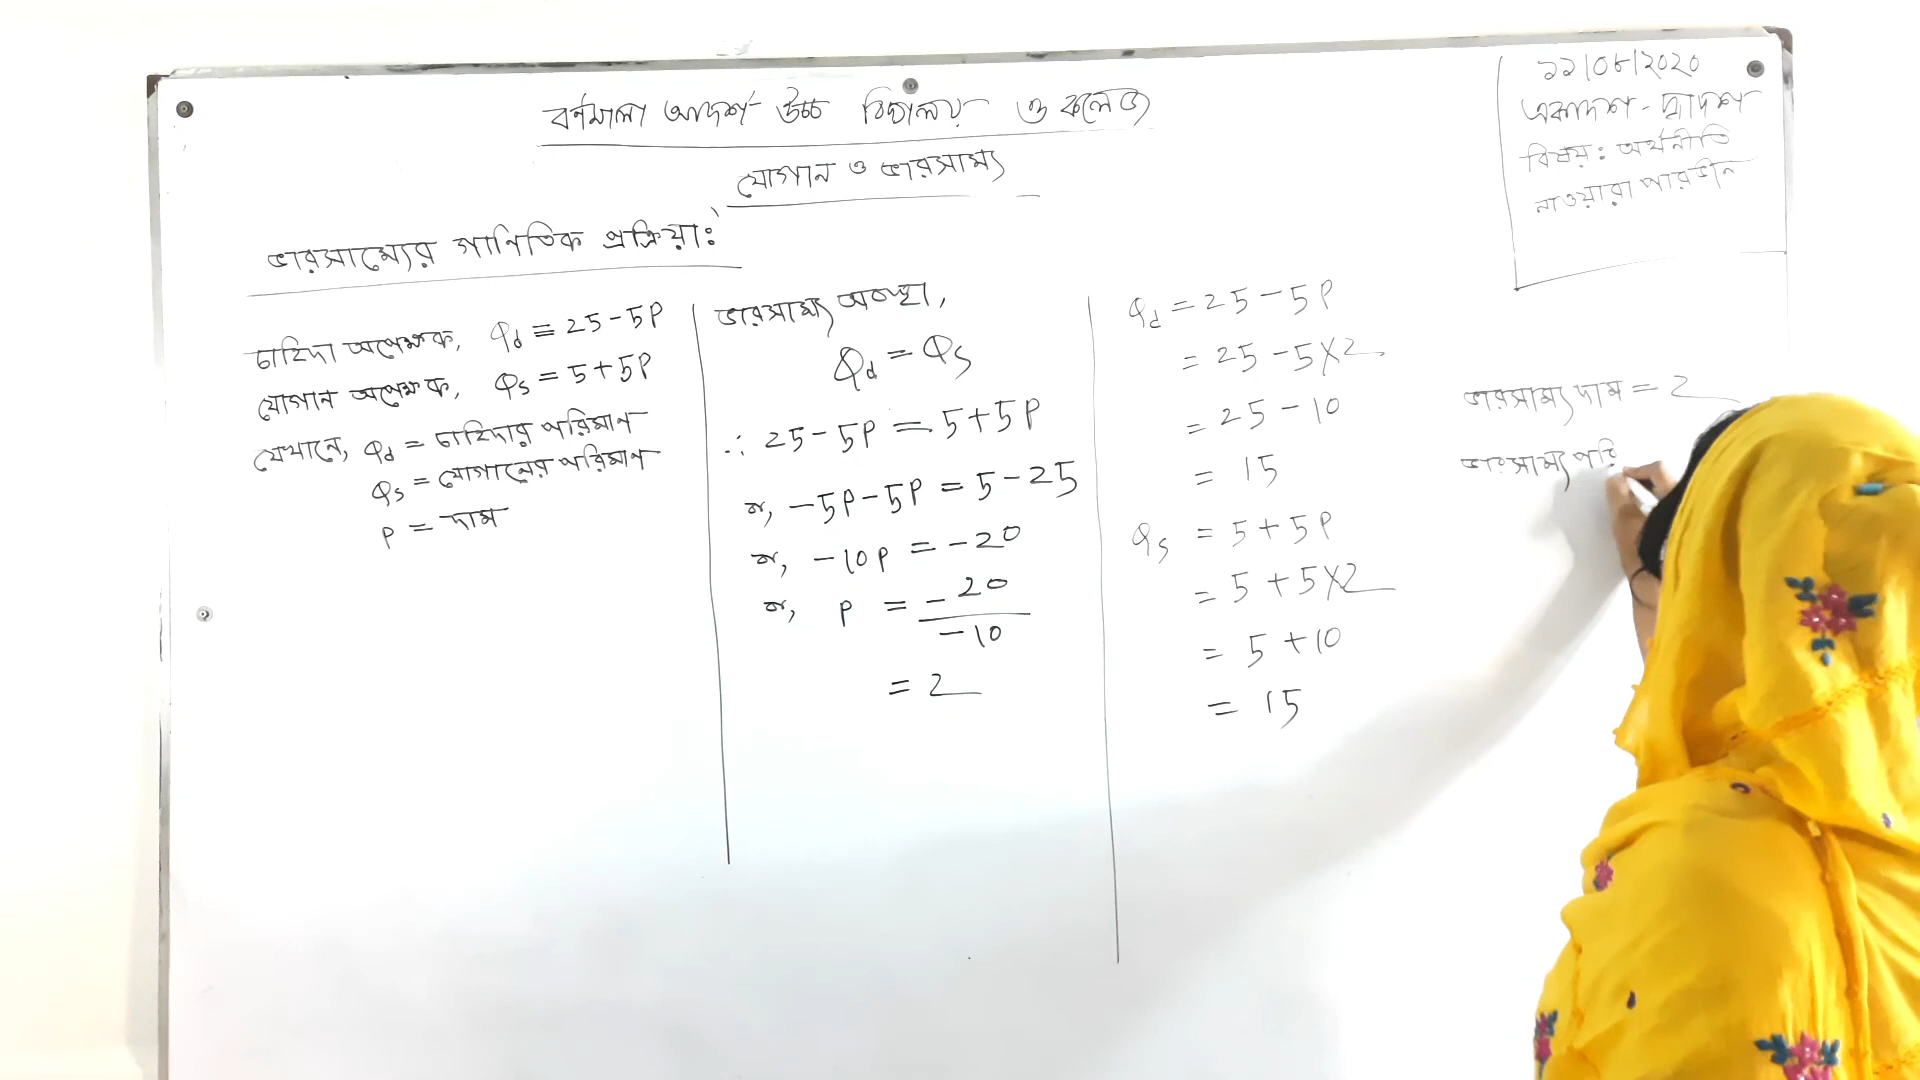 বর্ণমালা আদর্শ উচ্চ বিদ্যালয় ও কলেজ
যোগান ও ভারসাম্য
১১/০৮/২০২০
একাদশ - দ্বাদশ
বিষয়: অর্থনীতি
নাওয়ারা পারভীন
ভারসাম্যের গাণিতিক প্রক্রিয়া:
চাহিদা অপেক্ষক, Qd = 25 - 5P
যোগান অপেক্ষক, Qs = 5 + 5P
যেখানে, Qd = চাহিদার পরিমাণ
Qs = যোগানের পরিমাণ
P = দাম
ভারসাম্য অবস্থা,
Qd = Qs
∴ 25 - 5P = 5 + 5P
বা, -5P - 5P = 5 - 25
বা, -10P = -20
বা, P = -20 / -10
= 2
Qd = 25 - 5P
= 25 - 5×2
= 25 - 10
= 15
Qs = 5 + 5P
= 5 + 5×2
= 5 + 10
= 15
ভারসাম্য দাম = 2
ভারসাম্য পরি